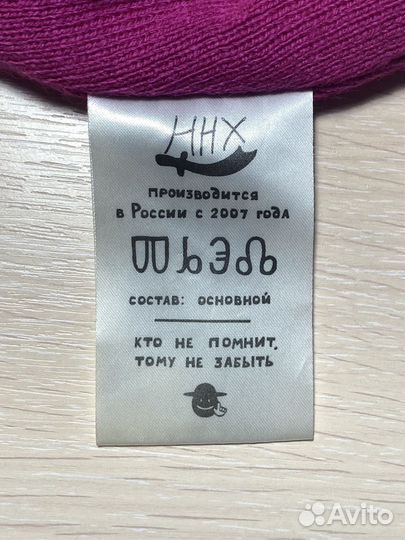 ННХ
ПРОИЗВОДИТСЯ
В РОССИИ С 2007 ГОДА
СОСТАВ: ОСНОВНОЙ
КТО НЕ ПОМНИТ,
ТОМУ НЕ ЗАБЫТЬ
Avito